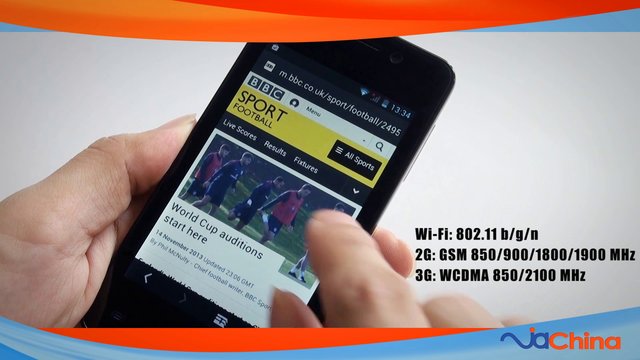 m.bbc.co.uk/sport/football/2495
13:34
BBC
Menu
SPORT
FOOTBALL
All Sports
Live Scores Results Fixtures
World Cup auditions
start here
14 November 2013 Updated 23:06 GMT
By Phil McNulty - Chief football writer, BBC Sport
Wi-Fi: 802.11 b/g/n
2G: GSM 850/900/1800/1900 MHz
3G: WCDMA 850/2100 MHz
ViaChina